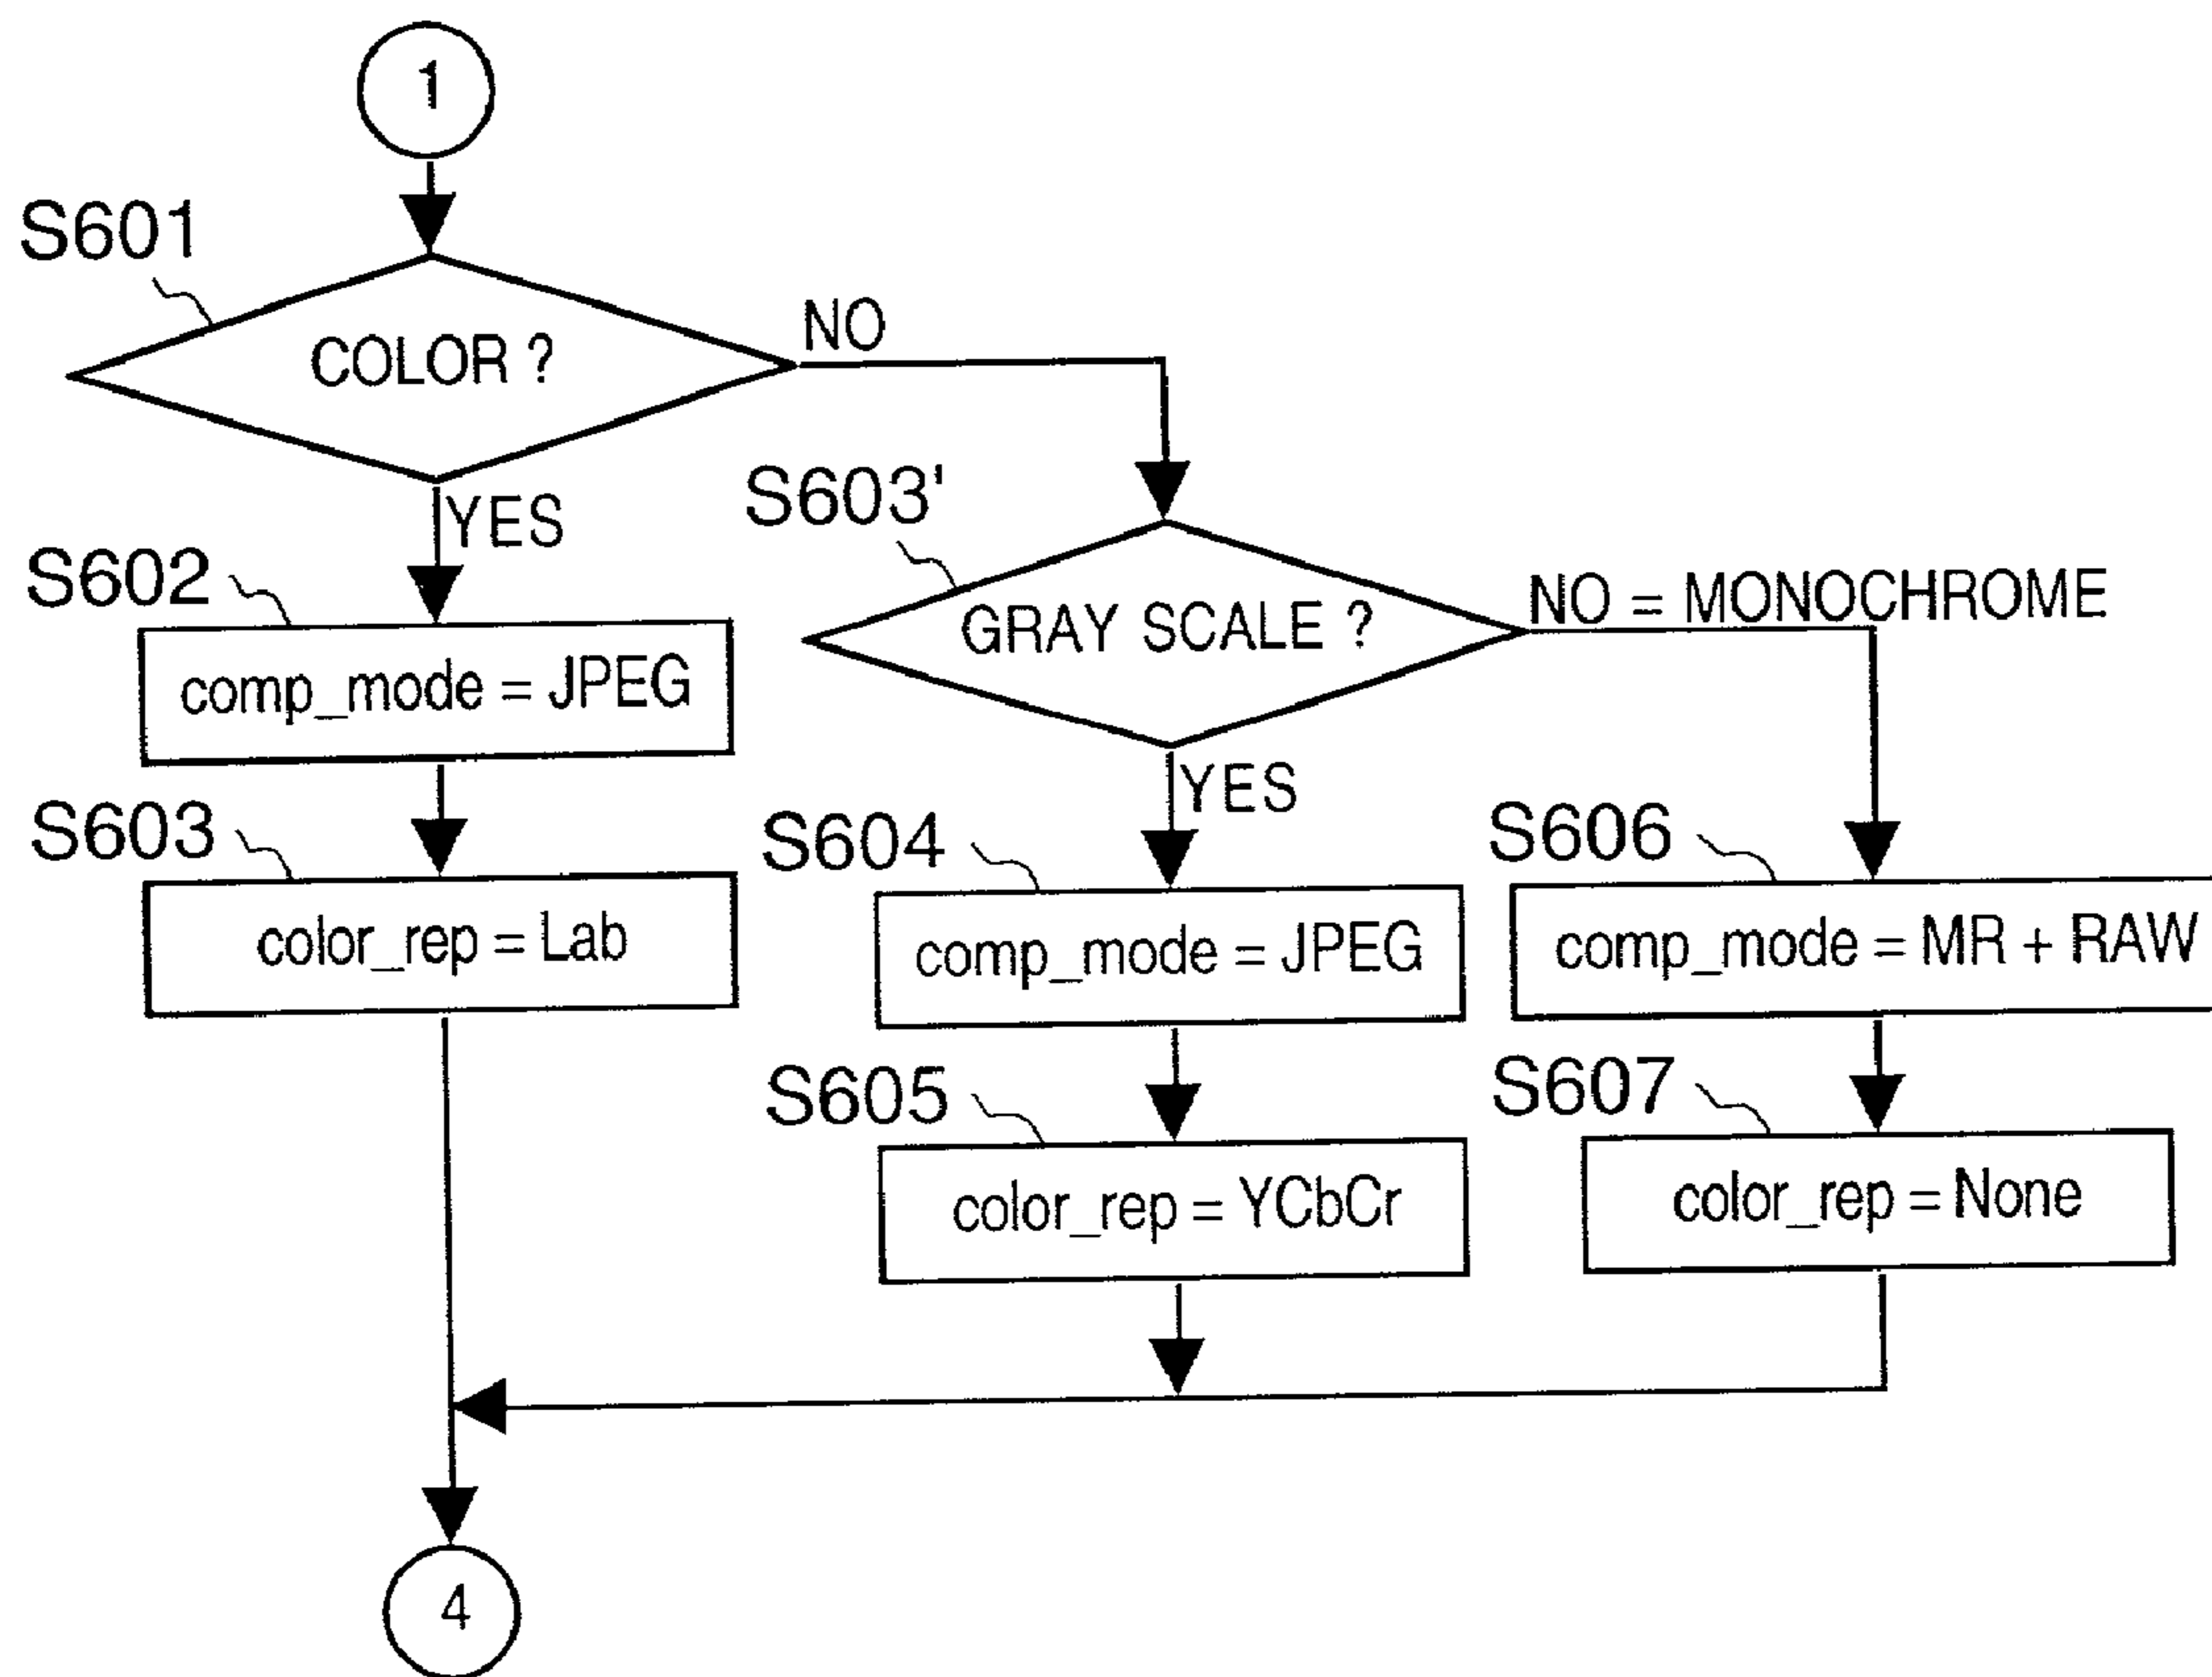 1
S601
COLOR ?
NO
YES
S603'
GRAY SCALE ?
NO = MONOCHROME
S602
comp_mode = JPEG
YES
S603
color_rep = Lab
S604
comp_mode = JPEG
S606
comp_mode = MR + RAW
S605
color_rep = YCbCr
S607
color_rep = None
4